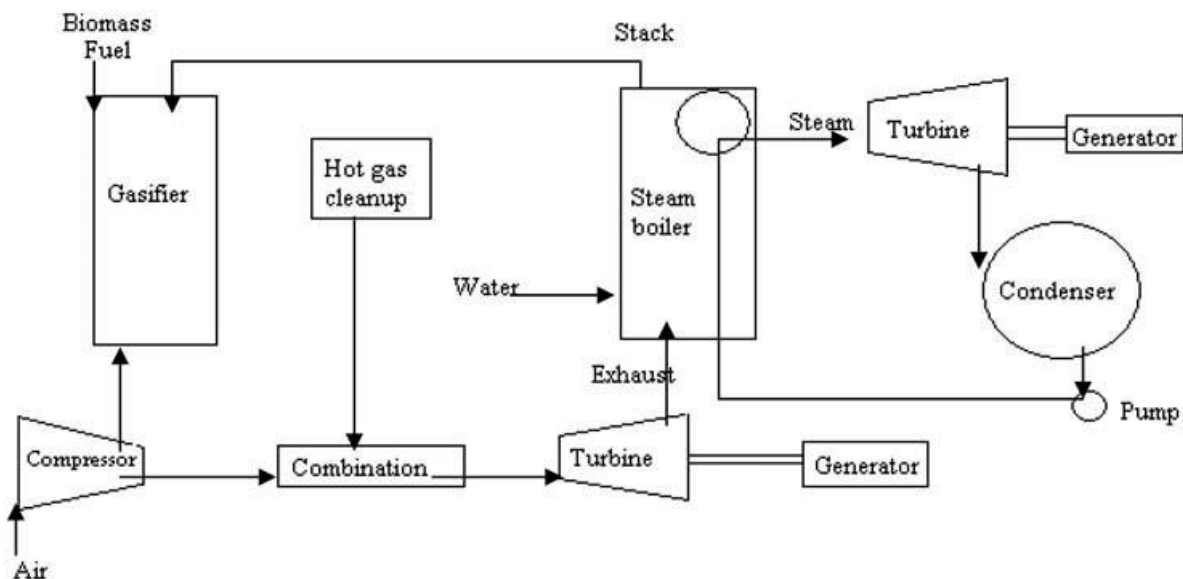 Biomass
Fuel
Stack
Steam
Turbine
Generator
Hot gas
cleanup
Gasifier
Steam
boiler
Water
Condenser
Exhaust
Pump
Compressor
Combination
Turbine
Generator
Air